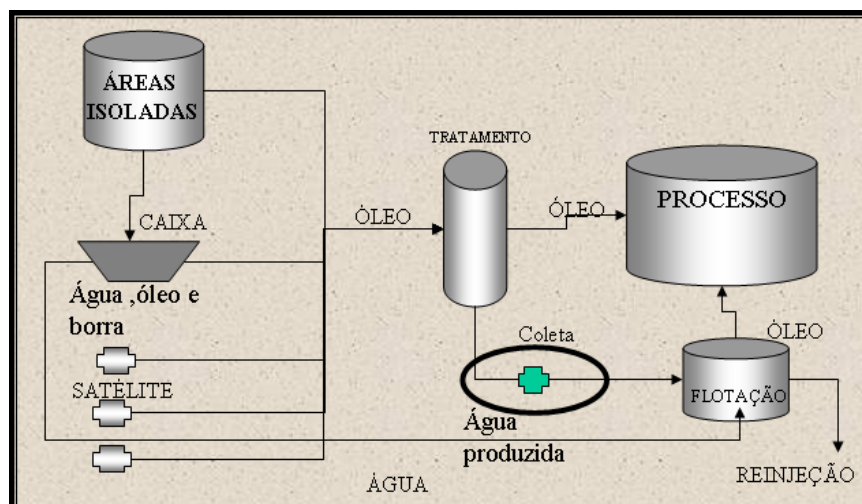 ÁREAS
ISOLADAS
TRATAMENTO
PROCESSO
CAIXA
ÓLEO
ÓLEO
Água ,óleo e
borra
Coleta
ÓLEO
SATÉLITE
FLOTAÇÃO
Água
produzida
REINJEÇÃO
ÁGUA